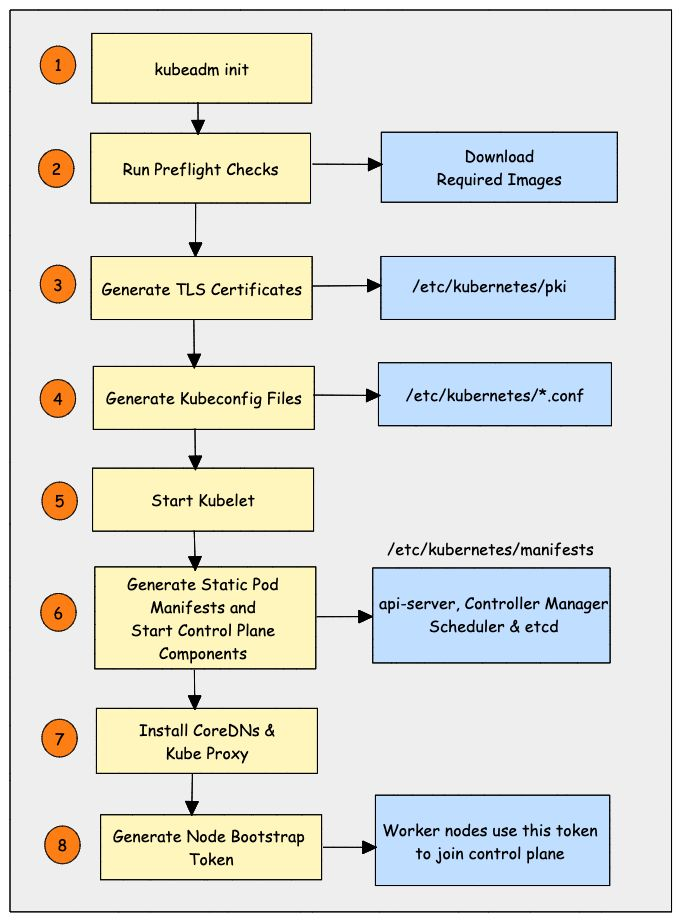 1
kubeadm init
2
Run Preflight Checks
Download
Required Images
3
Generate TLS Certificates
/etc/kubernetes/pki
4
Generate Kubeconfig Files
/etc/kubernetes/*.conf
5
Start Kubelet
/etc/kubernetes/manifests
6
Generate Static Pod
Manifests and
Start Control Plane
Components
api-server, Controller Manager
Scheduler & etcd
7
Install CoreDNs &
Kube Proxy
8
Generate Node Bootstrap
Token
Worker nodes use this token
to join control plane